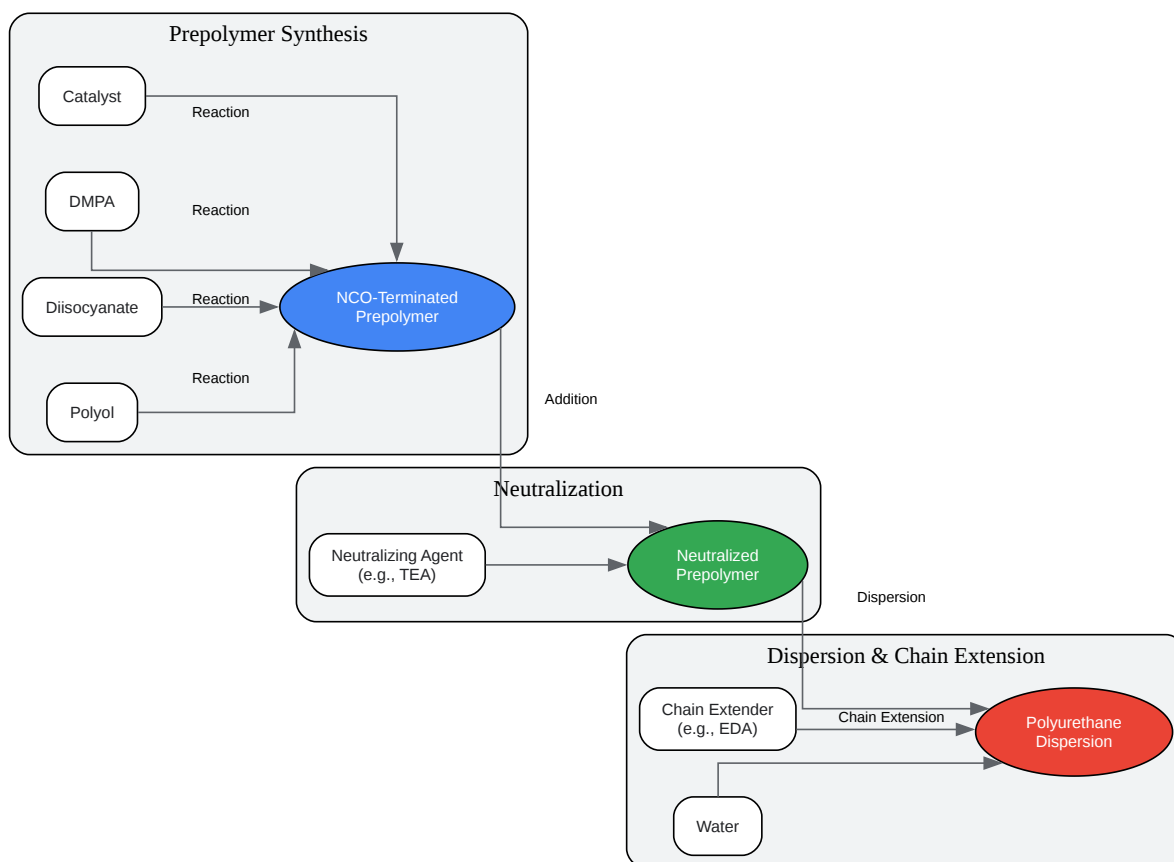 Prepolymer Synthesis
Catalyst
Reaction
DMPA
Reaction
Diisocyanate
Reaction
NCO-Terminated
Prepolymer
Polyol
Reaction
Addition
Neutralization
Neutralizing Agent
(e.g., TEA)
Neutralized
Prepolymer
Dispersion
Dispersion & Chain Extension
Chain Extender
(e.g., EDA)
Chain Extension
Polyurethane
Dispersion
Water